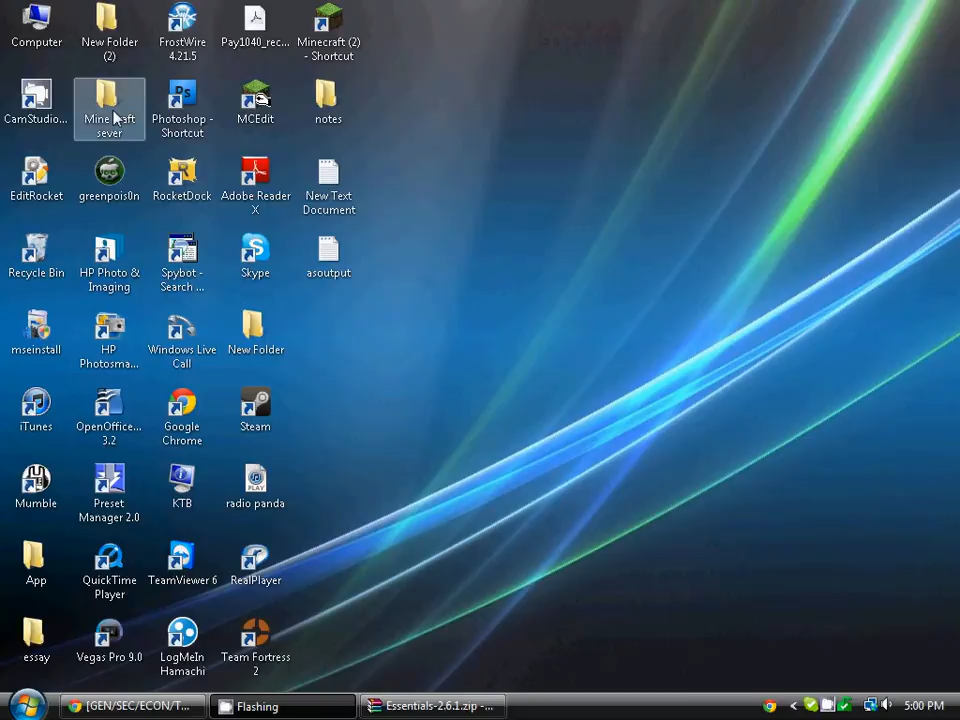 Computer
New Folder
(2)
FrostWire
4.21.5
Pay1040_rec...
Minecraft (2)
- Shortcut
CamStudio...
Minecraft
sever
Photoshop -
Shortcut
MCEdit
notes
EditRocket
greenpois0n
RocketDock
Adobe Reader
X
New Text
Document
Recycle Bin
HP Photo &
Imaging
Spybot -
Search ...
Skype
asoutput
mseinstall
HP
Photosma...
Windows Live
Call
New Folder
iTunes
OpenOffice...
3.2
Google
Chrome
Steam
Mumble
Preset
Manager 2.0
KTB
PLAY
radio panda
App
QuickTime
Player
TeamViewer 6
RealPlayer
essay
Vegas Pro 9.0
LogMeIn
Hamachi
Team Fortress
2
[GEN/SEC/ECON/T...
Flashing
Essentials-2.6.1.zip -...
5:00 PM
Ps